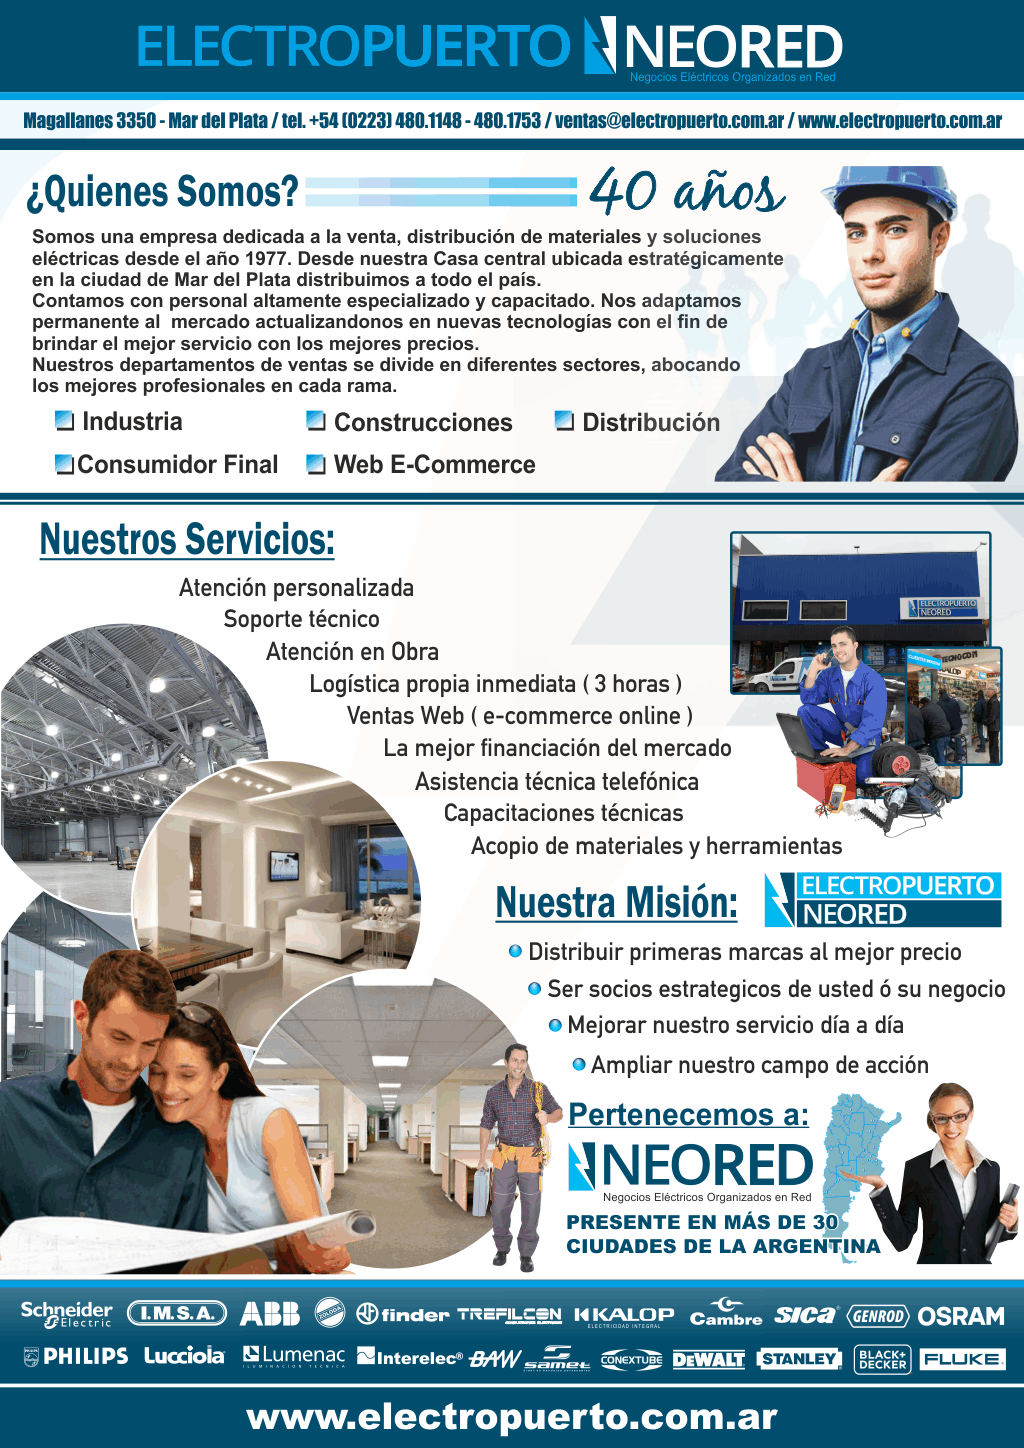 ELECTROPUERTO NEORED
Negocios Eléctricos Organizados en Red
Magallanes 3350 - Mar del Plata / tel. +54 (0223) 480.1148 - 480.1753 / ventas@electropuerto.com.ar / www.electropuerto.com.ar
¿Quienes Somos? 40 años
Somos una empresa dedicada a la venta, distribución de materiales y soluciones
eléctricas desde el año 1977. Desde nuestra Casa central ubicada estratégicamente
en la ciudad de Mar del Plata distribuimos a todo el país.
Contamos con personal altamente especializado y capacitado. Nos adaptamos
permanente al mercado actualizandonos en nuevas tecnologías con el fin de
brindar el mejor servicio con los mejores precios.
Nuestros departamentos de ventas se divide en diferentes sectores, abocando
los mejores profesionales en cada rama.
Industria Construcciones Distribución
Consumidor Final Web E-Commerce
Nuestros Servicios:
Atención personalizada
Soporte técnico
Atención en Obra
Logística propia inmediata ( 3 horas )
Ventas Web ( e-commerce online )
La mejor financiación del mercado
Asistencia técnica telefónica
Capacitaciones técnicas
Acopio de materiales y herramientas
ELECTROPUERTO
NEORED
Nuestra Misión:
ELECTROPUERTO
NEORED
Distribuir primeras marcas al mejor precio
Ser socios estrategicos de usted ó su negocio
Mejorar nuestro servicio día a día
Ampliar nuestro campo de acción
Pertenecemos a:
NEORED
Negocios Eléctricos Organizados en Red
PRESENTE EN MÁS DE 30
CIUDADES DE LA ARGENTINA
Schneider Electric I.M.S.A. ABB ZOLODA finder TREFILCON KALOP ELECTRICIDAD INTEGRAL Cambre SICA GENROD OSRAM
PHILIPS Lucciola Lumenac ILUMINACION TECNICA Interelec® BAW samet CONEXTUBE DEWALT STANLEY BLACK+DECKER FLUKE
www.electropuerto.com.ar